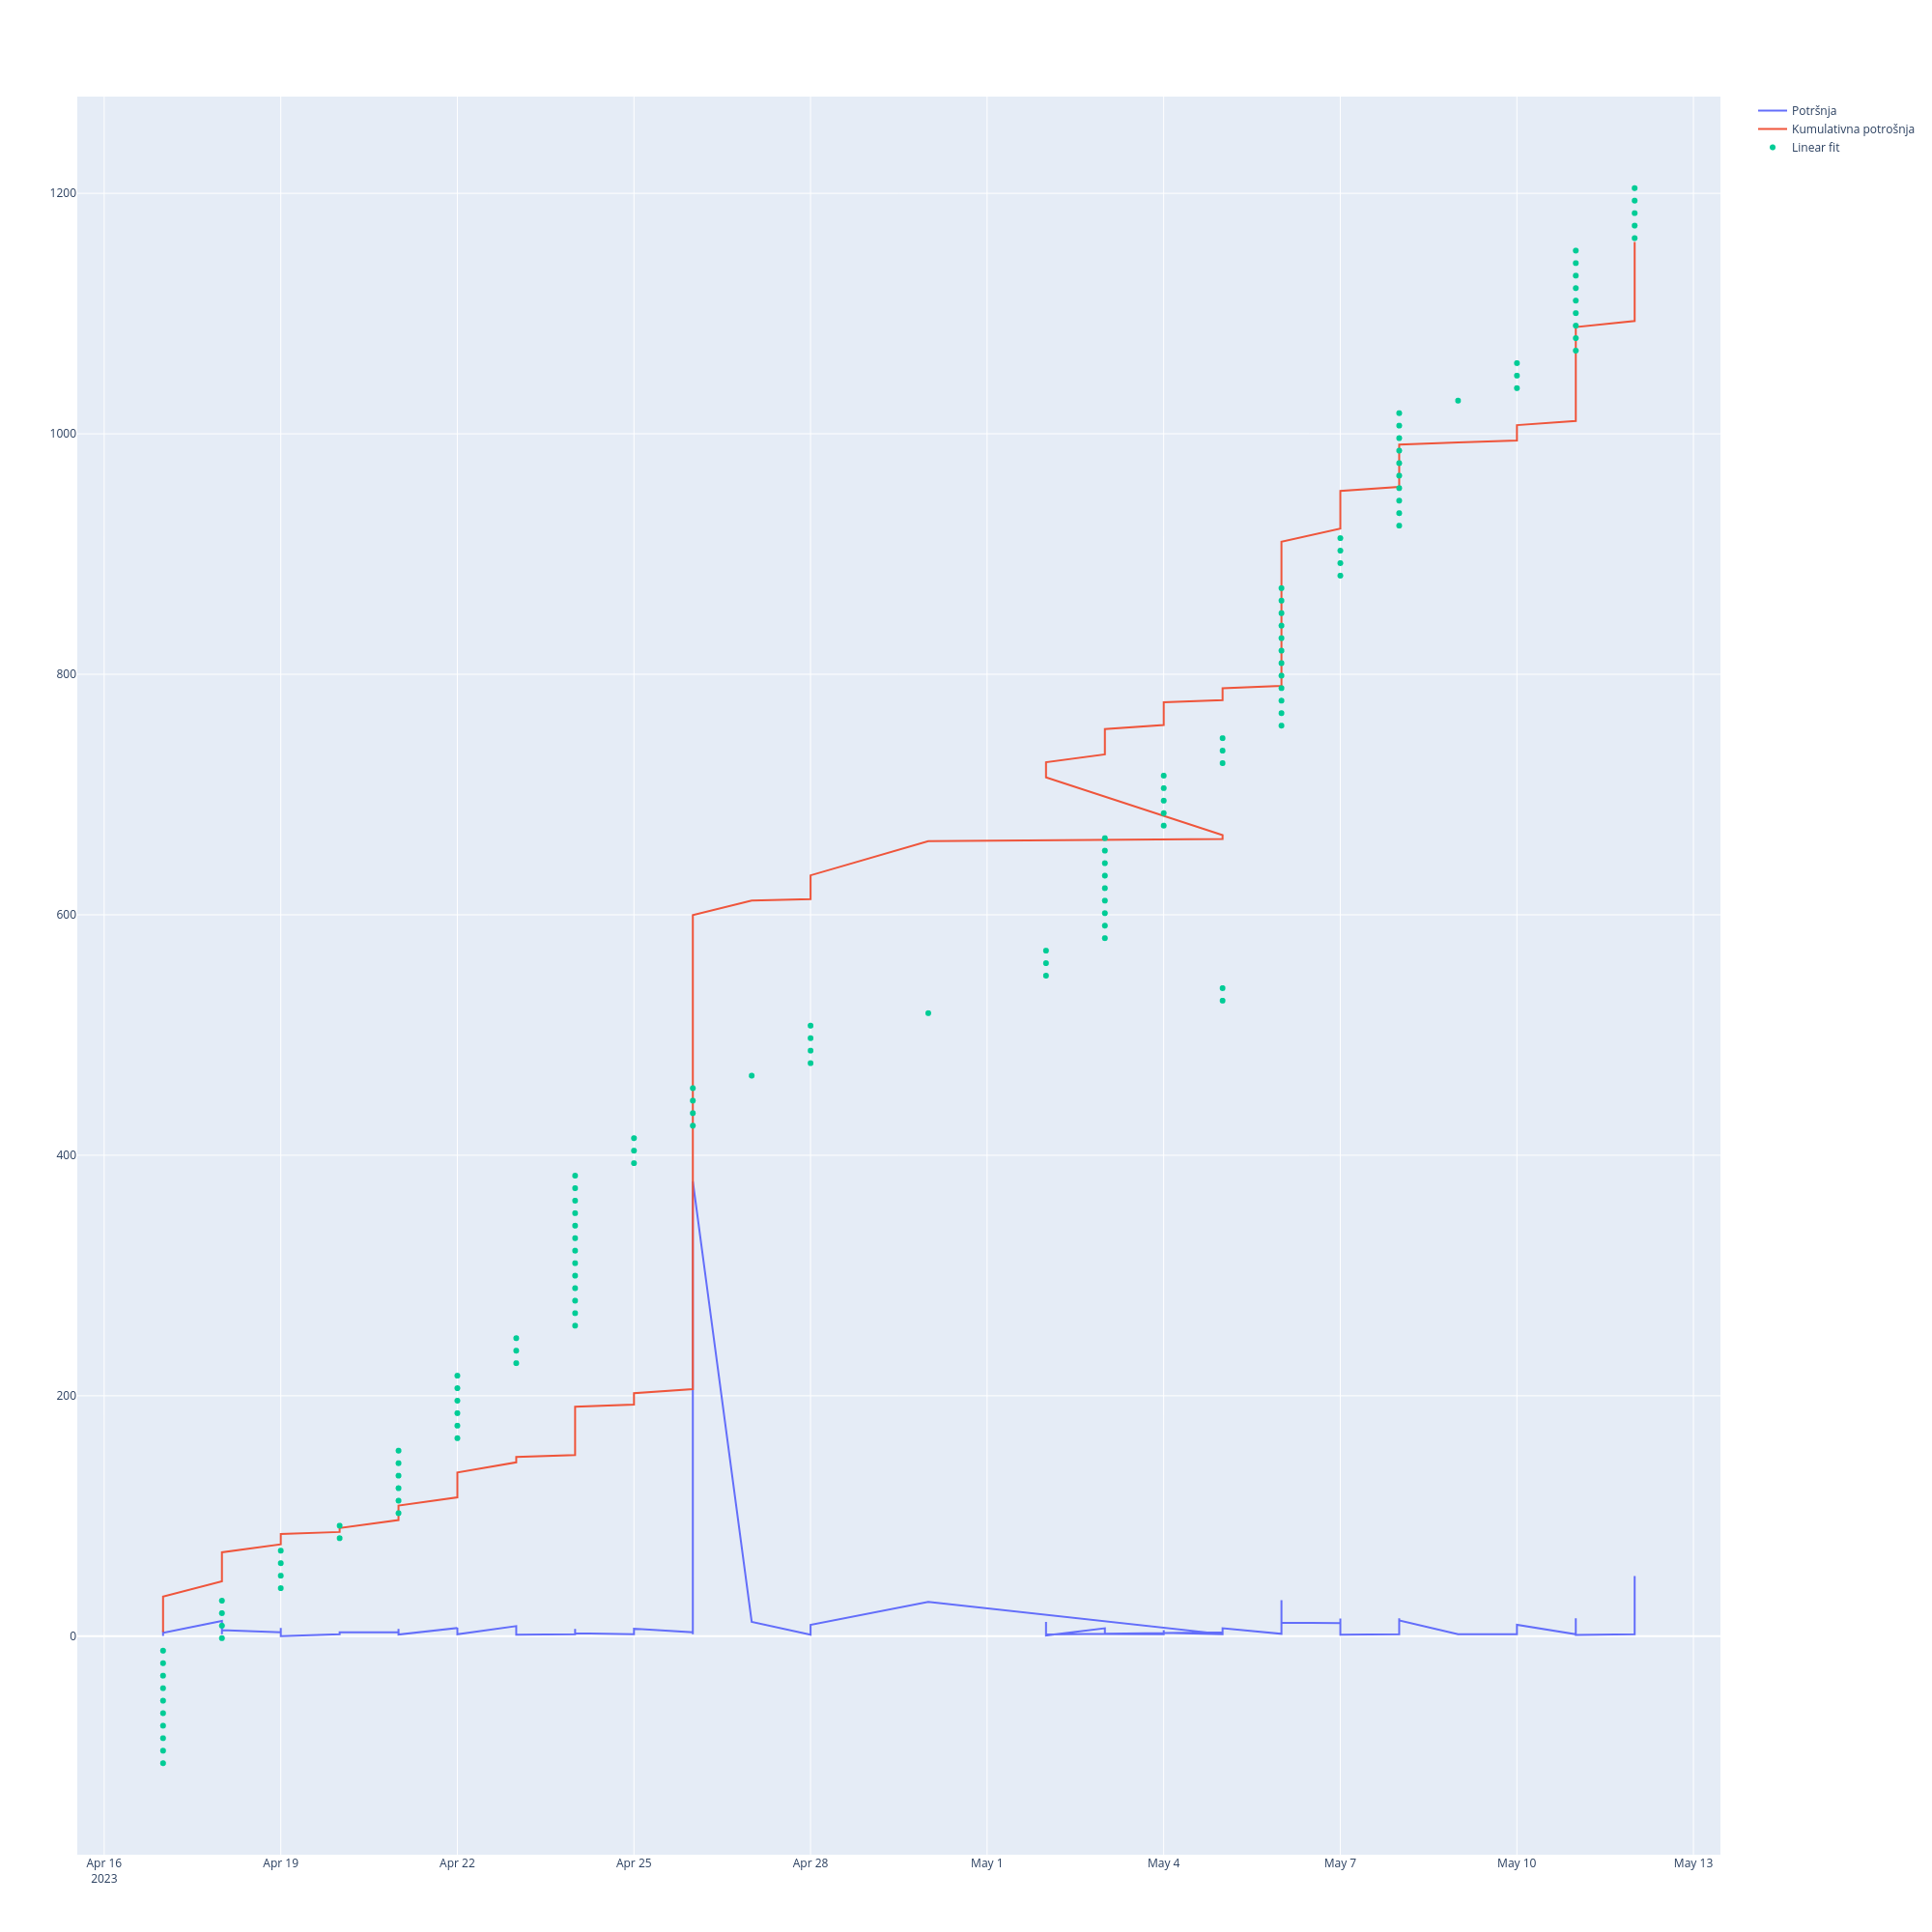 Potršnja
Kumulativna potrošnja
Linear fit
1200
1000
800
600
400
200
0
Apr 16
2023
Apr 19
Apr 22
Apr 25
Apr 28
May 1
May 4
May 7
May 10
May 13